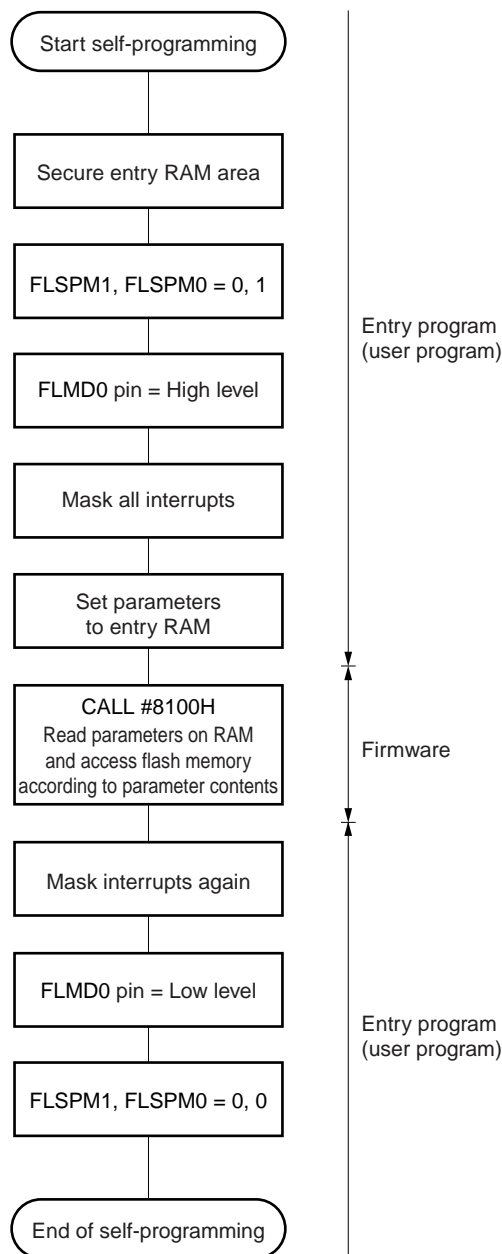 Start self-programming
Secure entry RAM area
FLSPM1, FLSPM0 = 0, 1
Entry program
(user program)
FLMD0 pin = High level
Mask all interrupts
Set parameters
to entry RAM
CALL #8100H
Read parameters on RAM
and access flash memory
according to parameter contents
Firmware
Mask interrupts again
FLMD0 pin = Low level
Entry program
(user program)
FLSPM1, FLSPM0 = 0, 0
End of self-programming